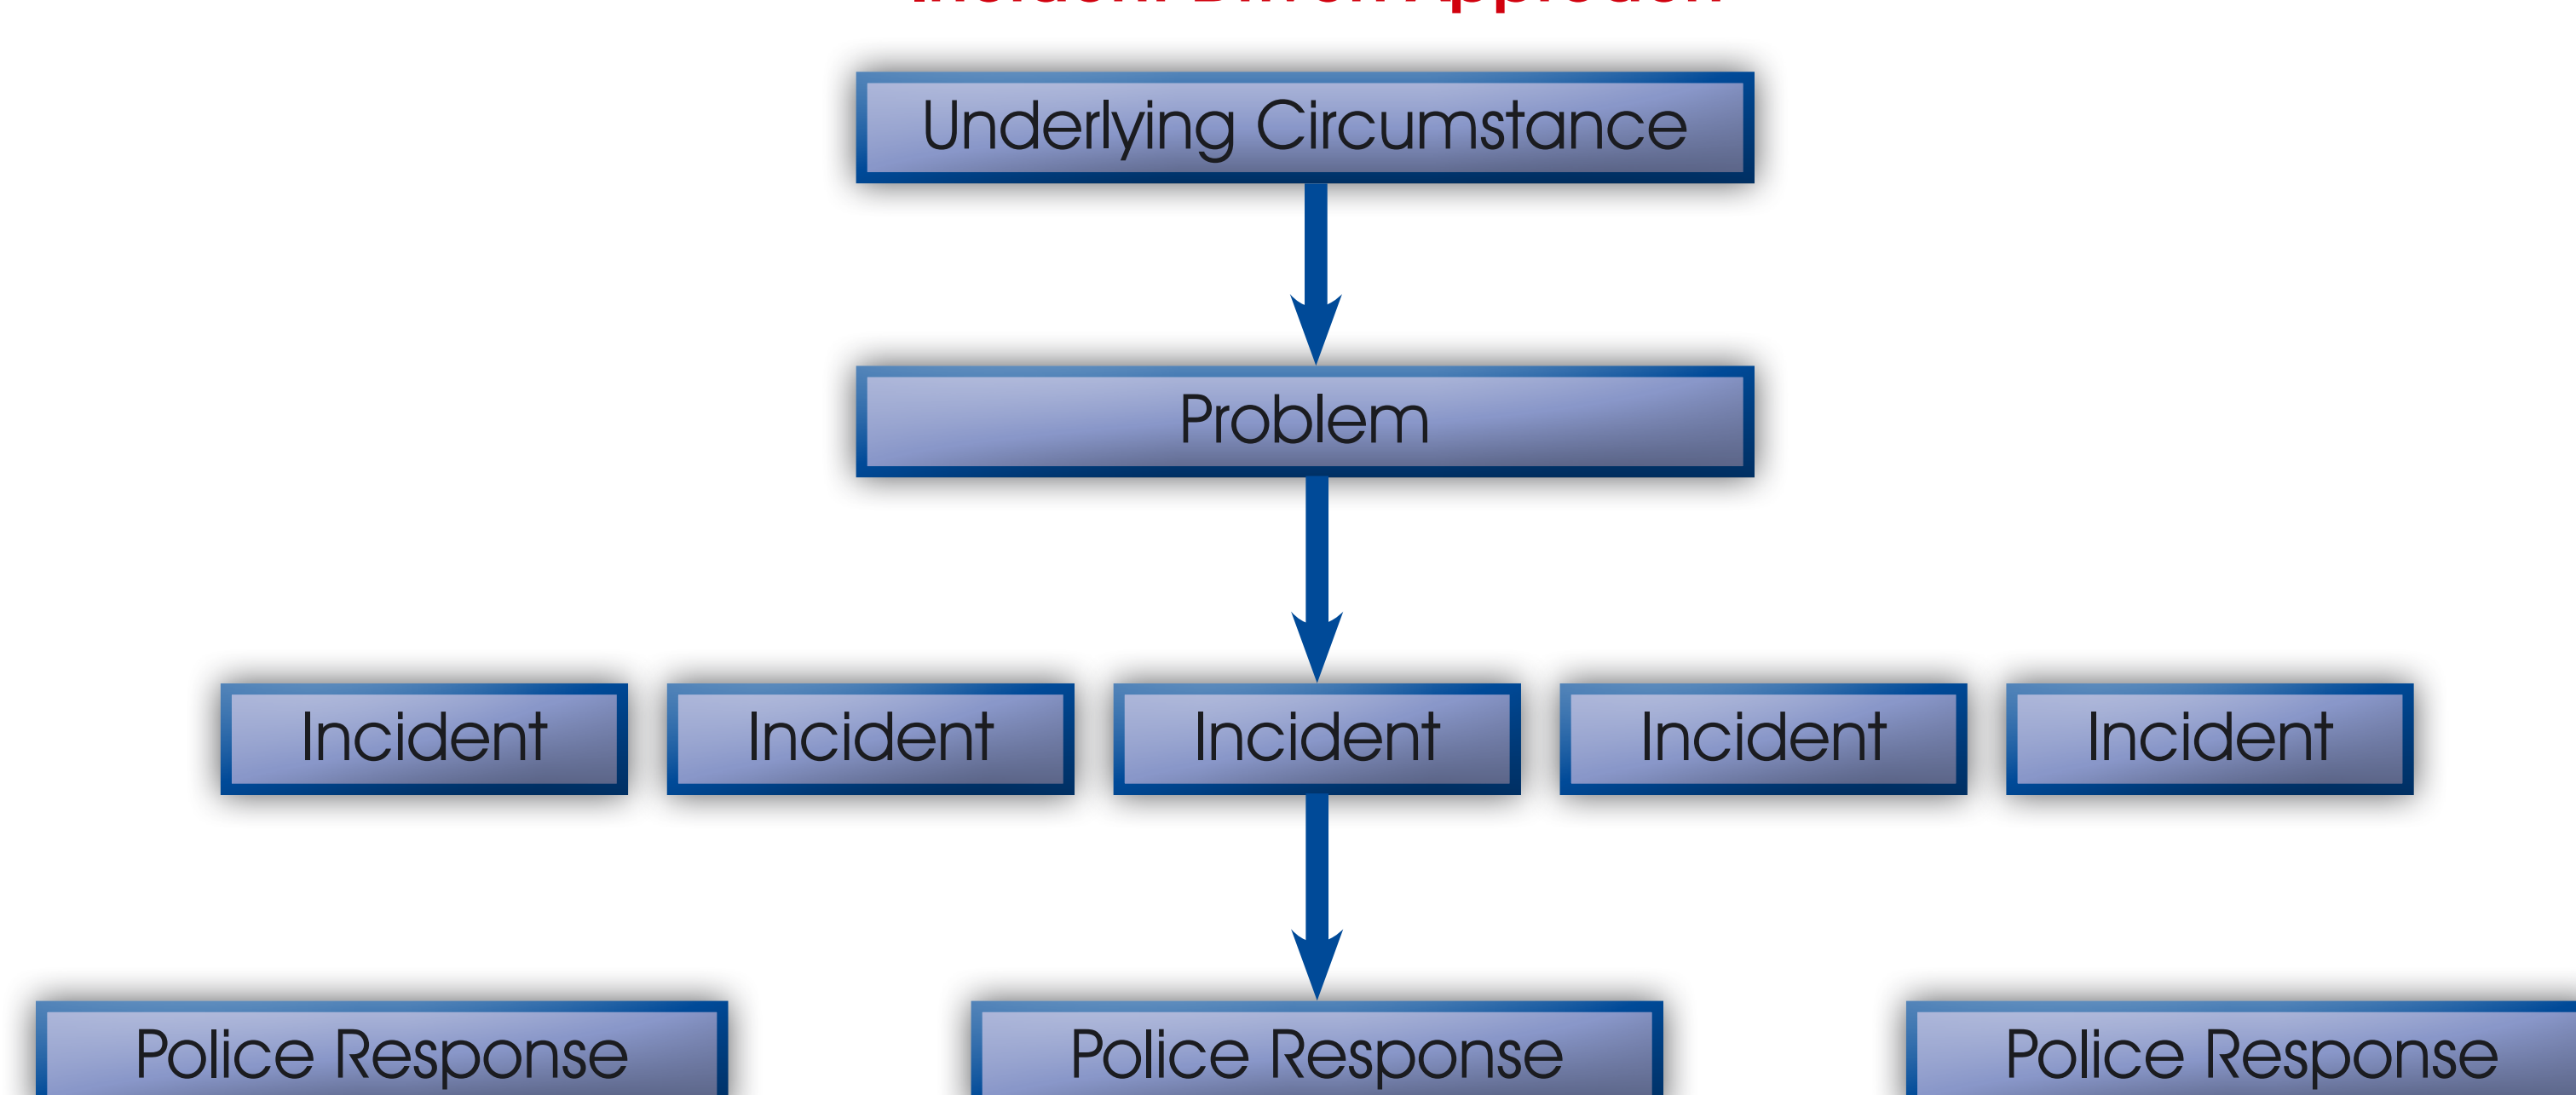 Underlying Circumstance
Problem
Incident Incident Incident Incident Incident
Police Response Police Response Police Response